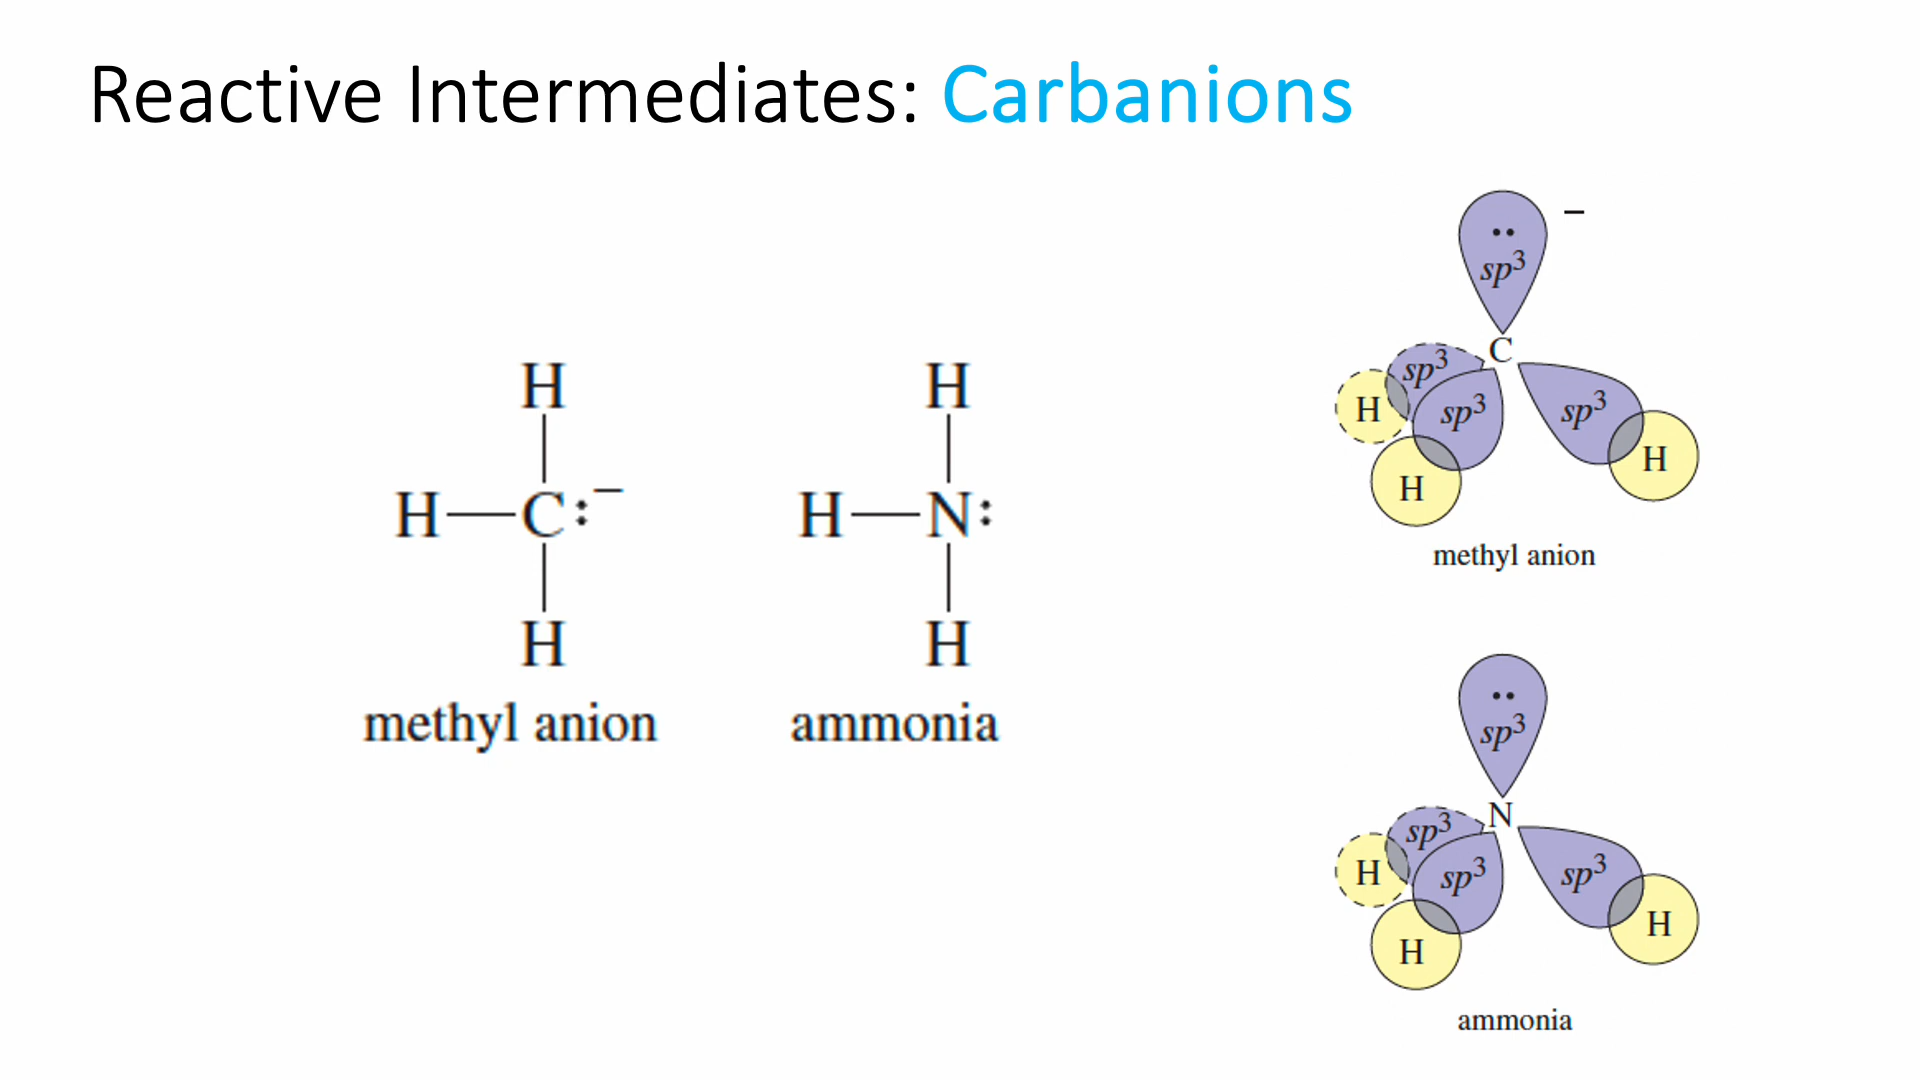 Reactive Intermediates: Carbanions
H
H—C:⁻
H
methyl anion
H
H—N:
H
ammonia
–
sp³
C
sp³
sp³
sp³
H
H
H
methyl anion
sp³
N
sp³
sp³
sp³
H
H
H
ammonia